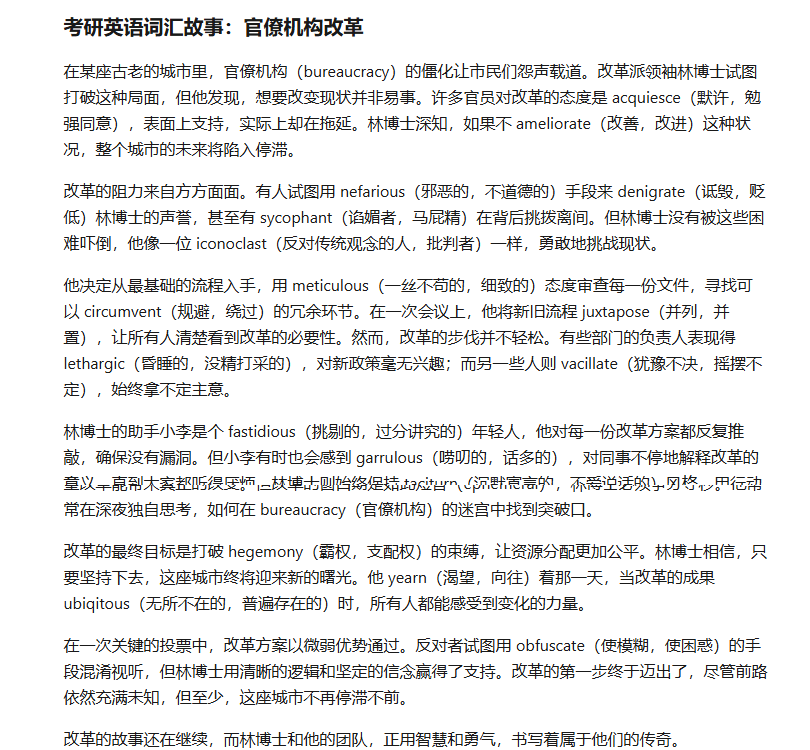 考研英语词汇故事：官僚机构改革
在某座古老的城市里，官僚机构（bureaucracy）的僵化让市民们怨声载道。改革派领袖林博士试图
打破这种局面，但他发现，想要改变现状并非易事。许多官员对改革的态度是 acquiesce（默许，勉
强同意），表面上支持，实际上却在拖延。林博士深知，如果不 ameliorate（改善，改进）这种状
况，整个城市的未来将陷入停滞。
改革的阻力来自方方面面。有人试图用 nefarious（邪恶的，不道德的）手段来 denigrate（诋毁，贬
低）林博士的声誉，甚至有 sycophant（谄媚者，马屁精）在背后挑拨离间。但林博士没有被这些困
难吓倒，他像一位 iconoclast（反对传统观念的人，批判者）一样，勇敢地挑战现状。
他决定从最基础的流程入手，用 meticulous（一丝不苟的，细致的）态度审查每一份文件，寻找可
以 circumvent（规避，绕过）的冗余环节。在一次会议上，他将新旧流程 juxtapose（并列，并
置），让所有人清楚看到改革的必要性。然而，改革的步伐并不轻松。有些部门的负责人表现得
lethargic（昏睡的，没精打采的），对新政策毫无兴趣；而另一些人则 vacillate（犹豫不决，摇摆不
定），始终拿不定主意。
林博士的助手小李是个 fastidious（挑剔的，过分讲究的）年轻人，他对每一份改革方案都反复推
敲，确保没有漏洞。但小李有时也会感到 garrulous（唠叨的，话多的），对同事不停地解释改革的
常在深夜独自思考，如何在 bureaucracy（官僚机构）的迷宫中找到突破口。
改革的最终目标是打破 hegemony（霸权，支配权）的束缚，让资源分配更加公平。林博士相信，只
要坚持下去，这座城市终将迎来新的曙光。他 yearn（渴望，向往）着那一天，当改革的成果
ubiqitous（无所不在的，普遍存在的）时，所有人都能感受到变化的力量。
在一次关键的投票中，改革方案以微弱优势通过。反对者试图用 obfuscate（使模糊，使困惑）的手
段混淆视听，但林博士用清晰的逻辑和坚定的信念赢得了支持。改革的第一步终于迈出了，尽管前路
依然充满未知，但至少，这座城市不再停滞不前。
改革的故事还在继续，而林博士和他的团队，正用智慧和勇气，书写着属于他们的传奇。